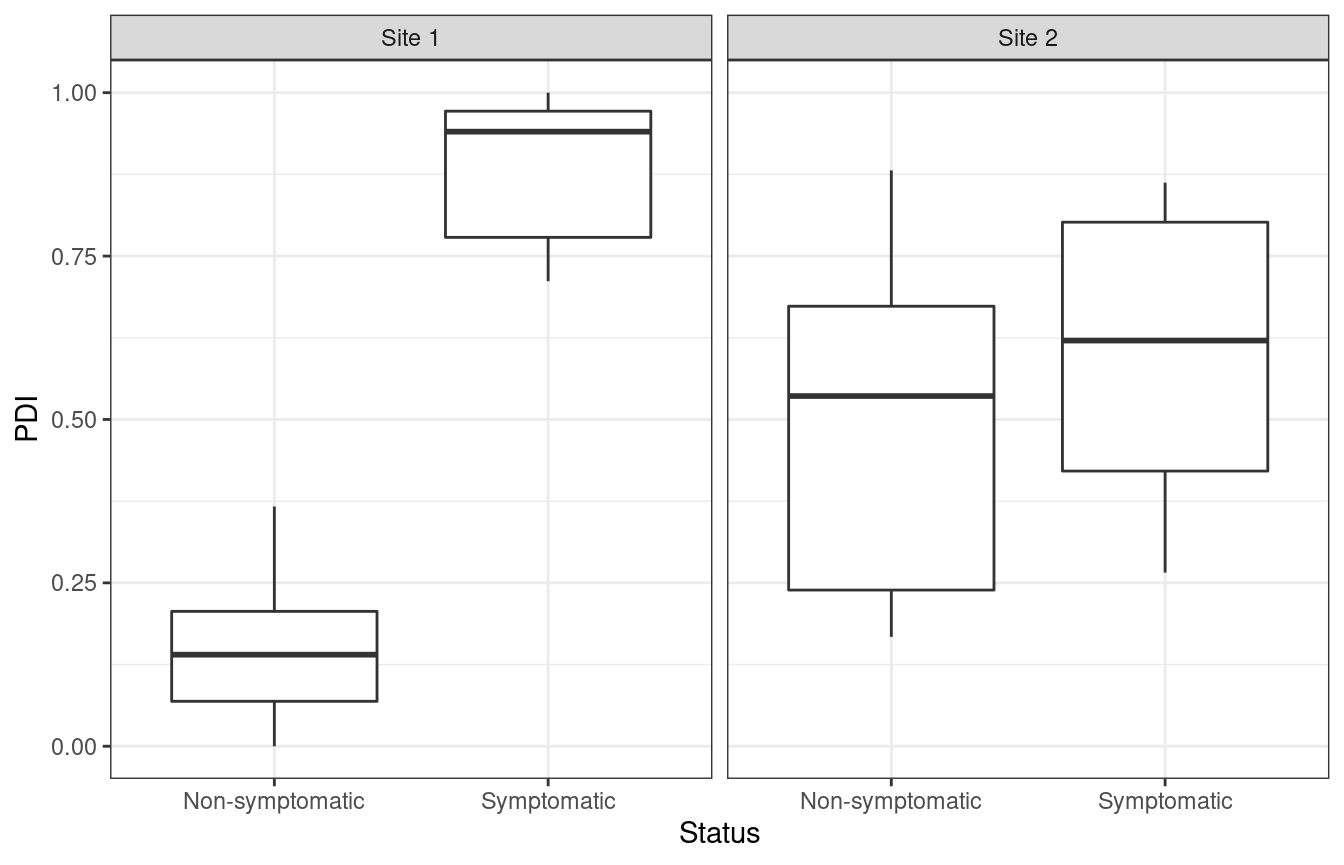 Site 1
Site 2
PDI
1.00
0.75
0.50
0.25
0.00
Non-symptomatic
Symptomatic
Non-symptomatic
Symptomatic
Status